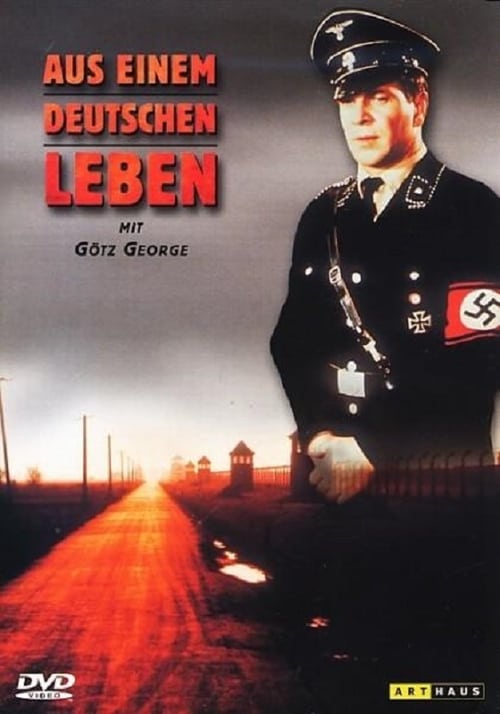 AUS EINEM
DEUTSCHEN
LEBEN
MIT
GÖTZ GEORGE
DVD
VIDEO
ARTHAUS